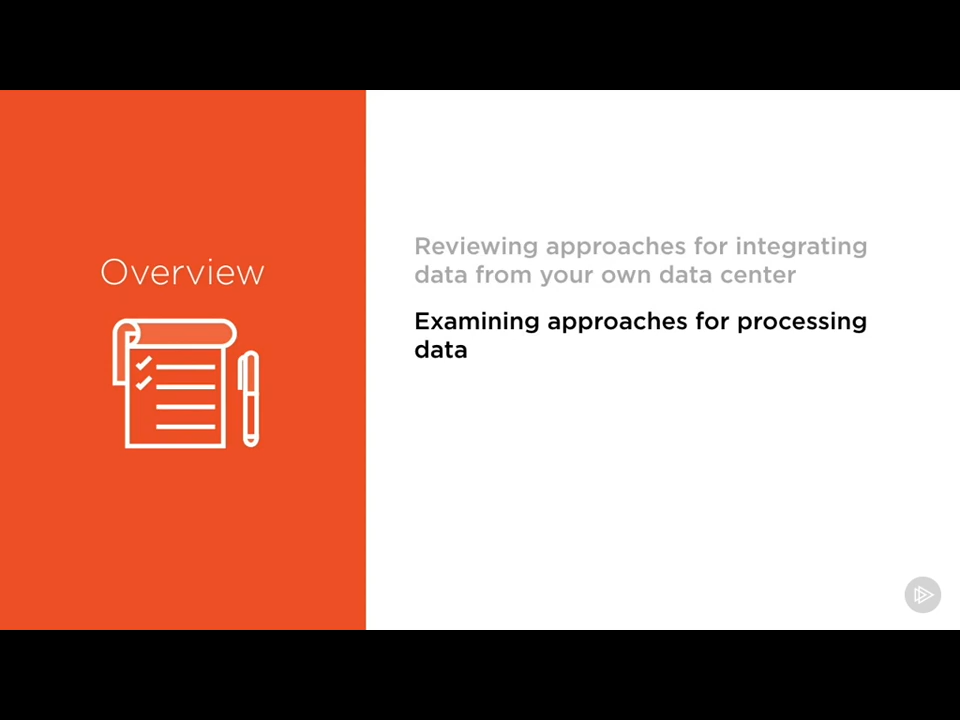 Overview
Reviewing approaches for integrating
data from your own data center
Examining approaches for processing
data